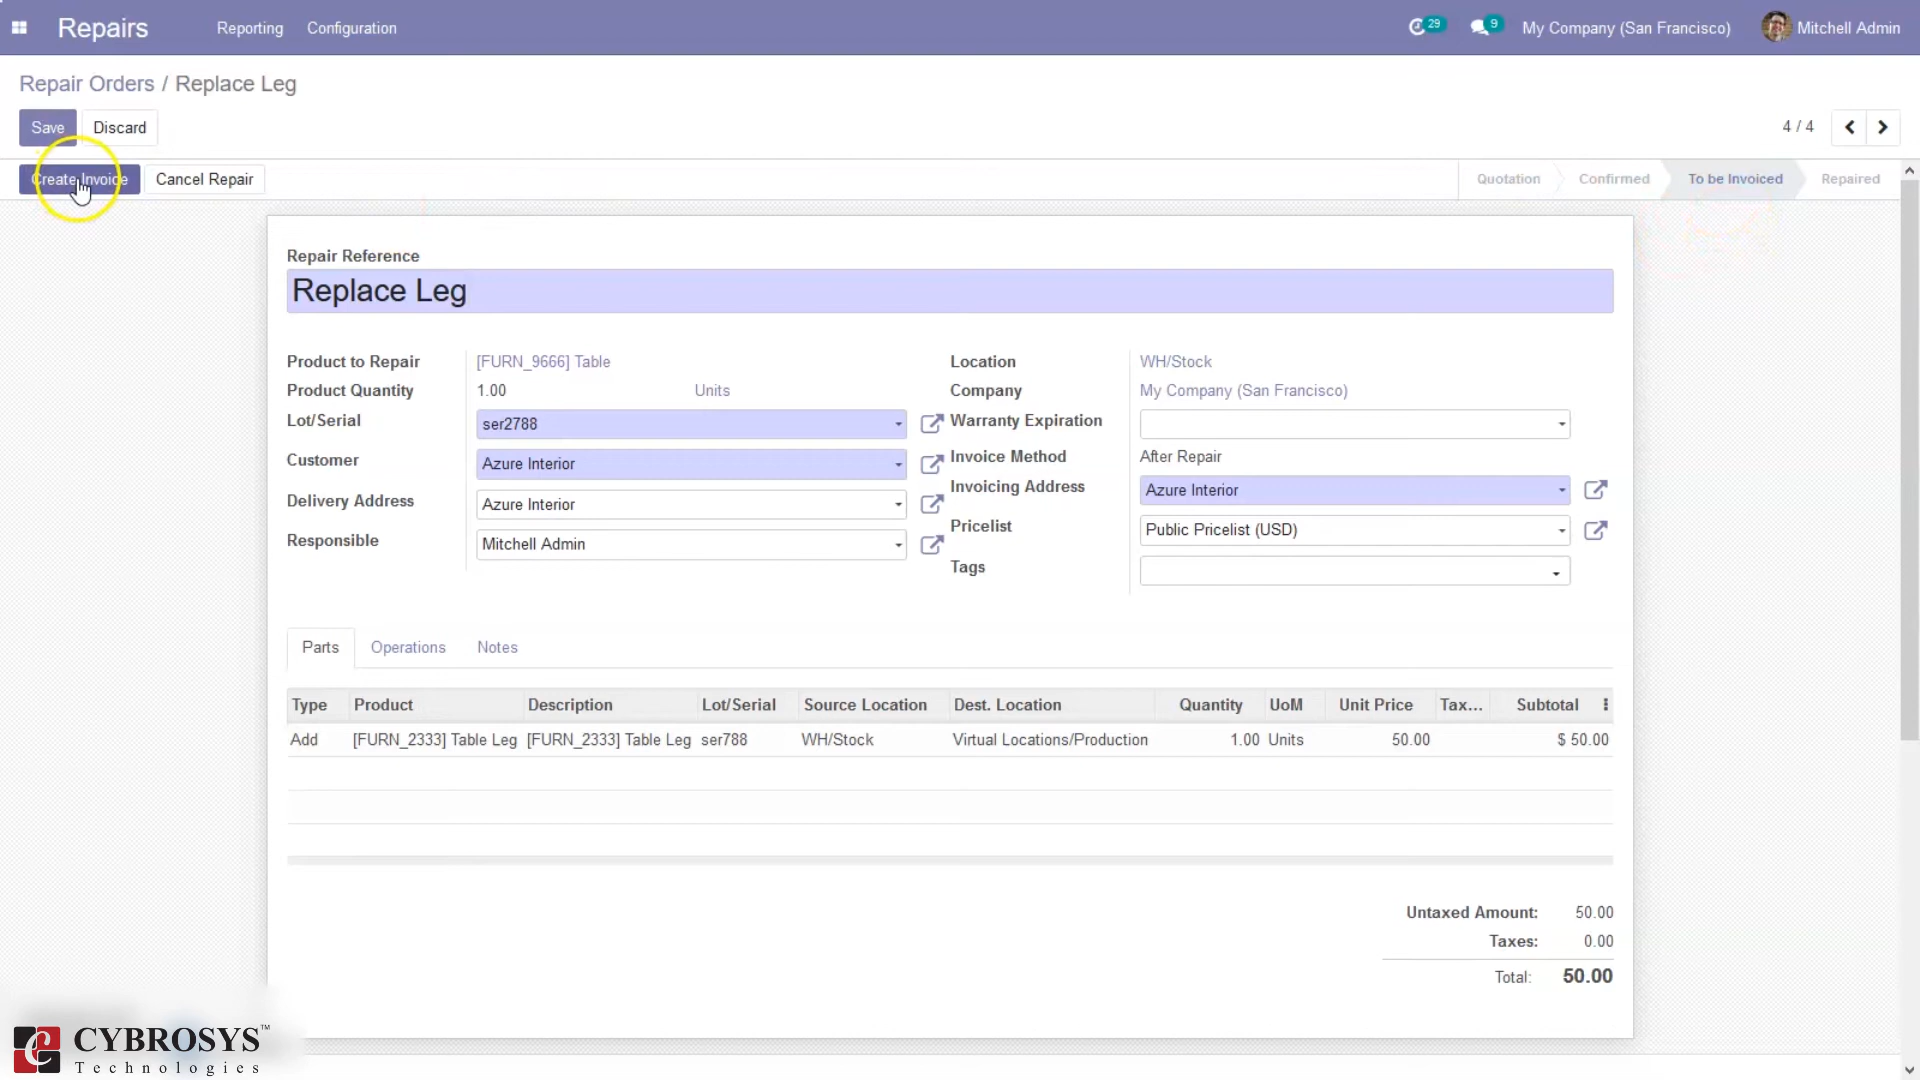 Repairs Reporting Configuration 29 9 My Company (San Francisco) Mitchell Admin
Repair Orders / Replace Leg
Save Discard 4 / 4
Create Invoice Cancel Repair Quotation Confirmed To be Invoiced Repaired
Repair Reference
Replace Leg
Product to Repair [FURN_9666] Table Location WH/Stock
Product Quantity 1.00 Units Company My Company (San Francisco)
Lot/Serial ser2788 Warranty Expiration
Customer Azure Interior Invoice Method After Repair
Delivery Address Azure Interior Invoicing Address Azure Interior
Responsible Mitchell Admin Pricelist Public Pricelist (USD)
Tags
Parts Operations Notes
Type Product Description Lot/Serial Source Location Dest. Location Quantity UoM Unit Price Tax... Subtotal
Add [FURN_2333] Table Leg [FURN_2333] Table Leg ser788 WH/Stock Virtual Locations/Production 1.00 Units 50.00 $ 50.00
Untaxed Amount: 50.00
Taxes: 0.00
Total: 50.00
CYBROSYS™
Technologies